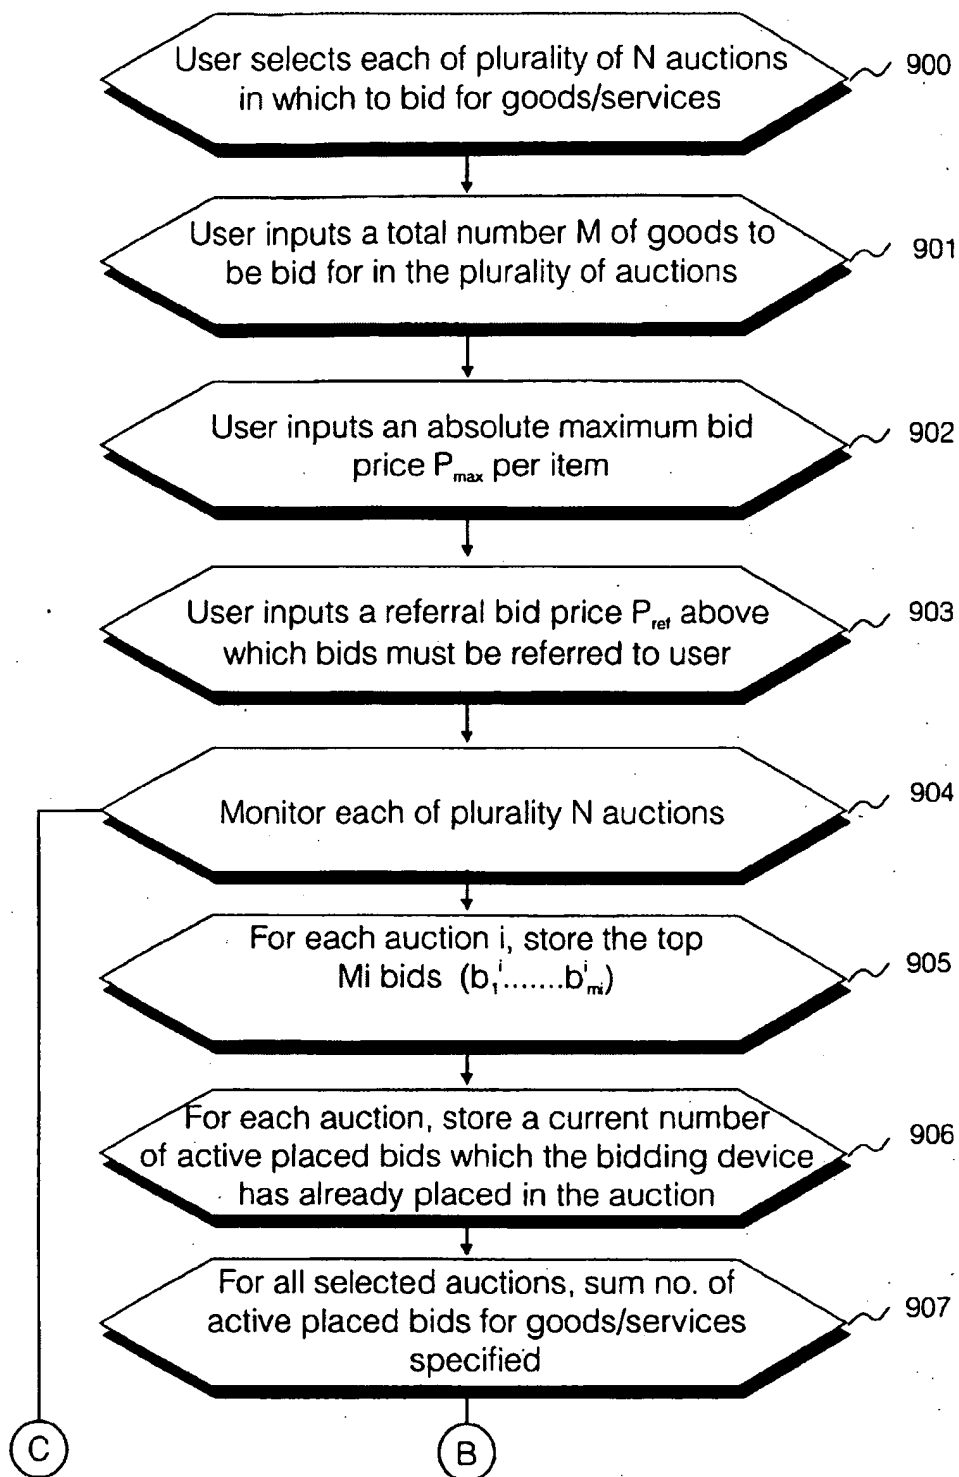 User selects each of plurality of N auctions
in which to bid for goods/services
900
User inputs a total number M of goods to
be bid for in the plurality of auctions
901
User inputs an absolute maximum bid
price Pmax per item
902
User inputs a referral bid price Pref above
which bids must be referred to user
903
Monitor each of plurality N auctions
904
For each auction i, store the top
Mi bids (b₁ⁱ.......bⁱmi)
905
For each auction, store a current number
of active placed bids which the bidding device
has already placed in the auction
906
For all selected auctions, sum no. of
active placed bids for goods/services
specified
907
C
B